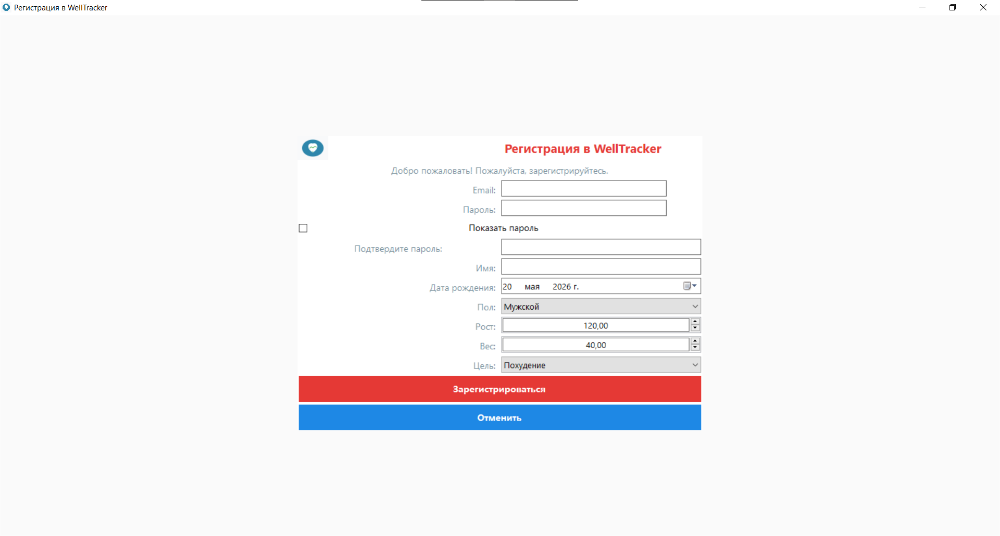 Регистрация в WellTracker
Регистрация в WellTracker
Добро пожаловать! Пожалуйста, зарегистрируйтесь.
Email:
Пароль:
Показать пароль
Подтвердите пароль:
Имя:
Дата рождения: 20 мая 2026 г.
Пол: Мужской
Рост: 120,00
Вес: 40,00
Цель: Похудение
Зарегистрироваться
Отменить